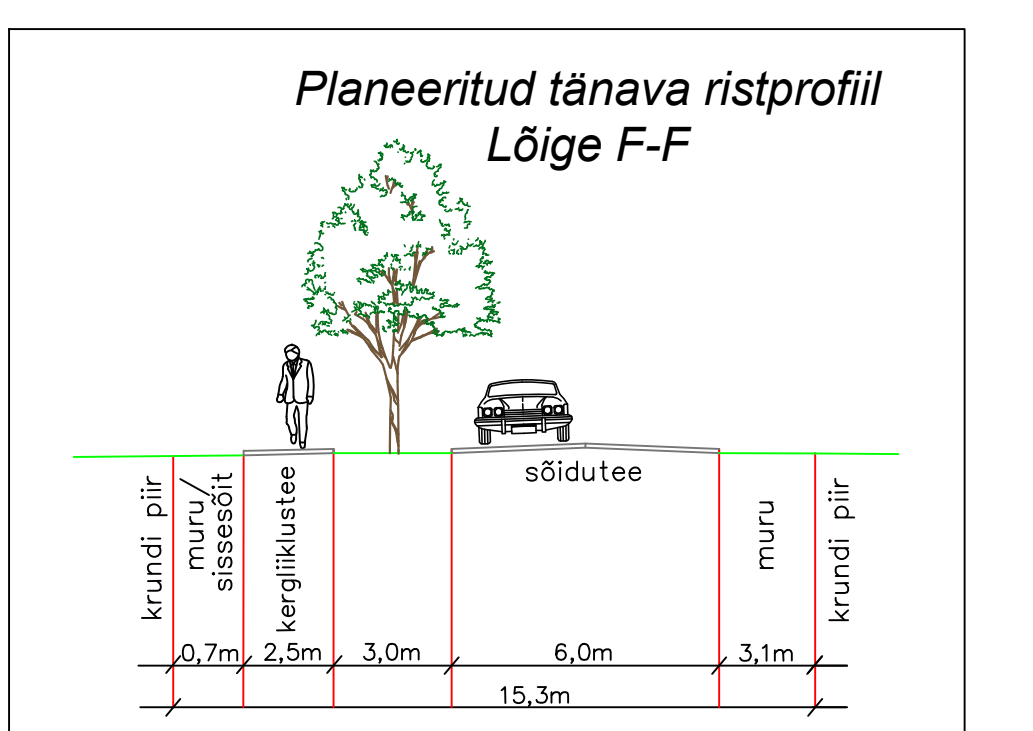 Planeeritud tänava ristprofiil
Lõige F-F
krundi piir
muru/
sissesõit
kergliiklustee
sõidutee
muru
krundi piir
0,7m
2,5m
3,0m
6,0m
3,1m
15,3m